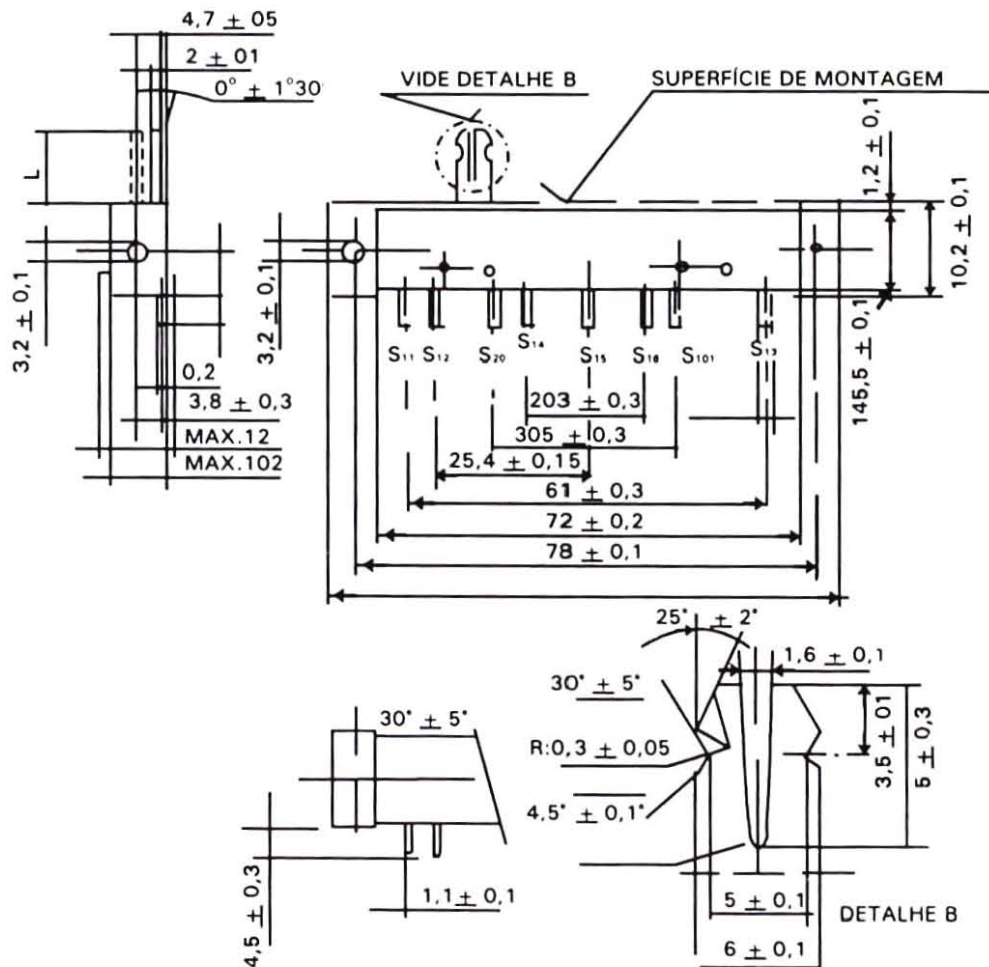 4,7 ± 05
2 ± 01
0° ± 1°30'
VIDE DETALHE B
SUPERFÍCIE DE MONTAGEM
L
1,2 ± 0,1
10,2 ± 0,1
3,2 ± 0,1
3,2 ± 0,1
145,5 ± 0,1
S11
S12
S20
S14
S15
S18
S101
S13
0,2
3,8 ± 0,3
MAX.12
MAX.102
203 ± 0,3
305 ± 0,3
25,4 ± 0,15
61 ± 0,3
72 ± 0,2
78 ± 0,1
25° ± 2°
1,6 ± 0,1
30° ± 5°
30° ± 5°
R:0,3 ± 0,05
3,5 ± 01
5 ± 0,3
4,5° ± 0,1°
4,5 ± 0,3
1,1 ± 0,1
5 ± 0,1
DETALHE B
6 ± 0,1